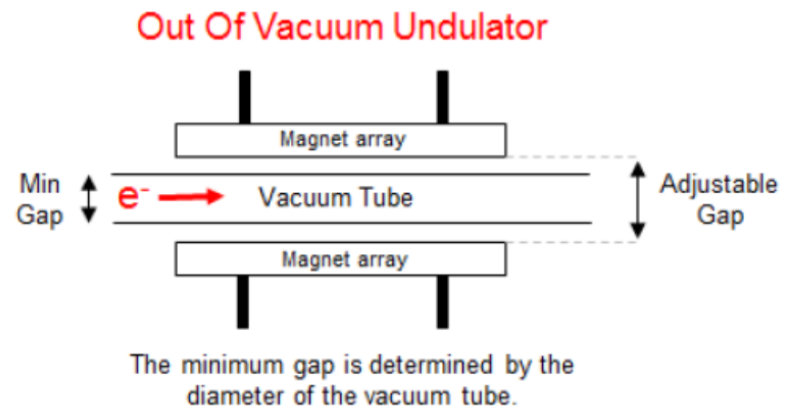 Out Of Vacuum Undulator
Magnet array
Min
Gap
e-
Vacuum Tube
Adjustable
Gap
Magnet array
The minimum gap is determined by the
diameter of the vacuum tube.